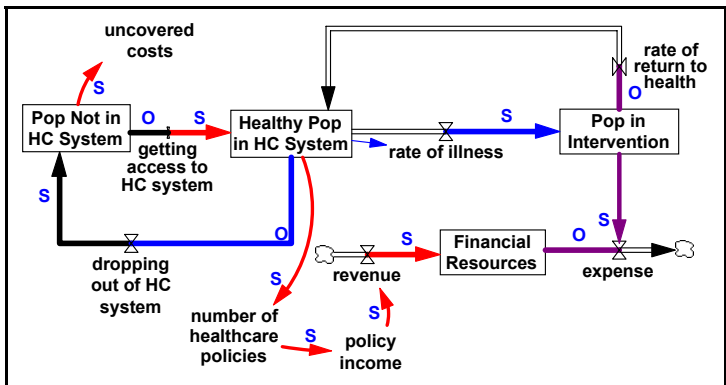 uncovered
costs
S
Pop Not in
HC System
O
S
getting
access to
HC system
S
Healthy Pop
in HC System
rate of illness
S
Pop in
Intervention
rate of
return to
health
O
S
O
dropping
out of HC
system
S
number of
healthcare
policies
S
policy
income
S
revenue
S
Financial
Resources
O
expense